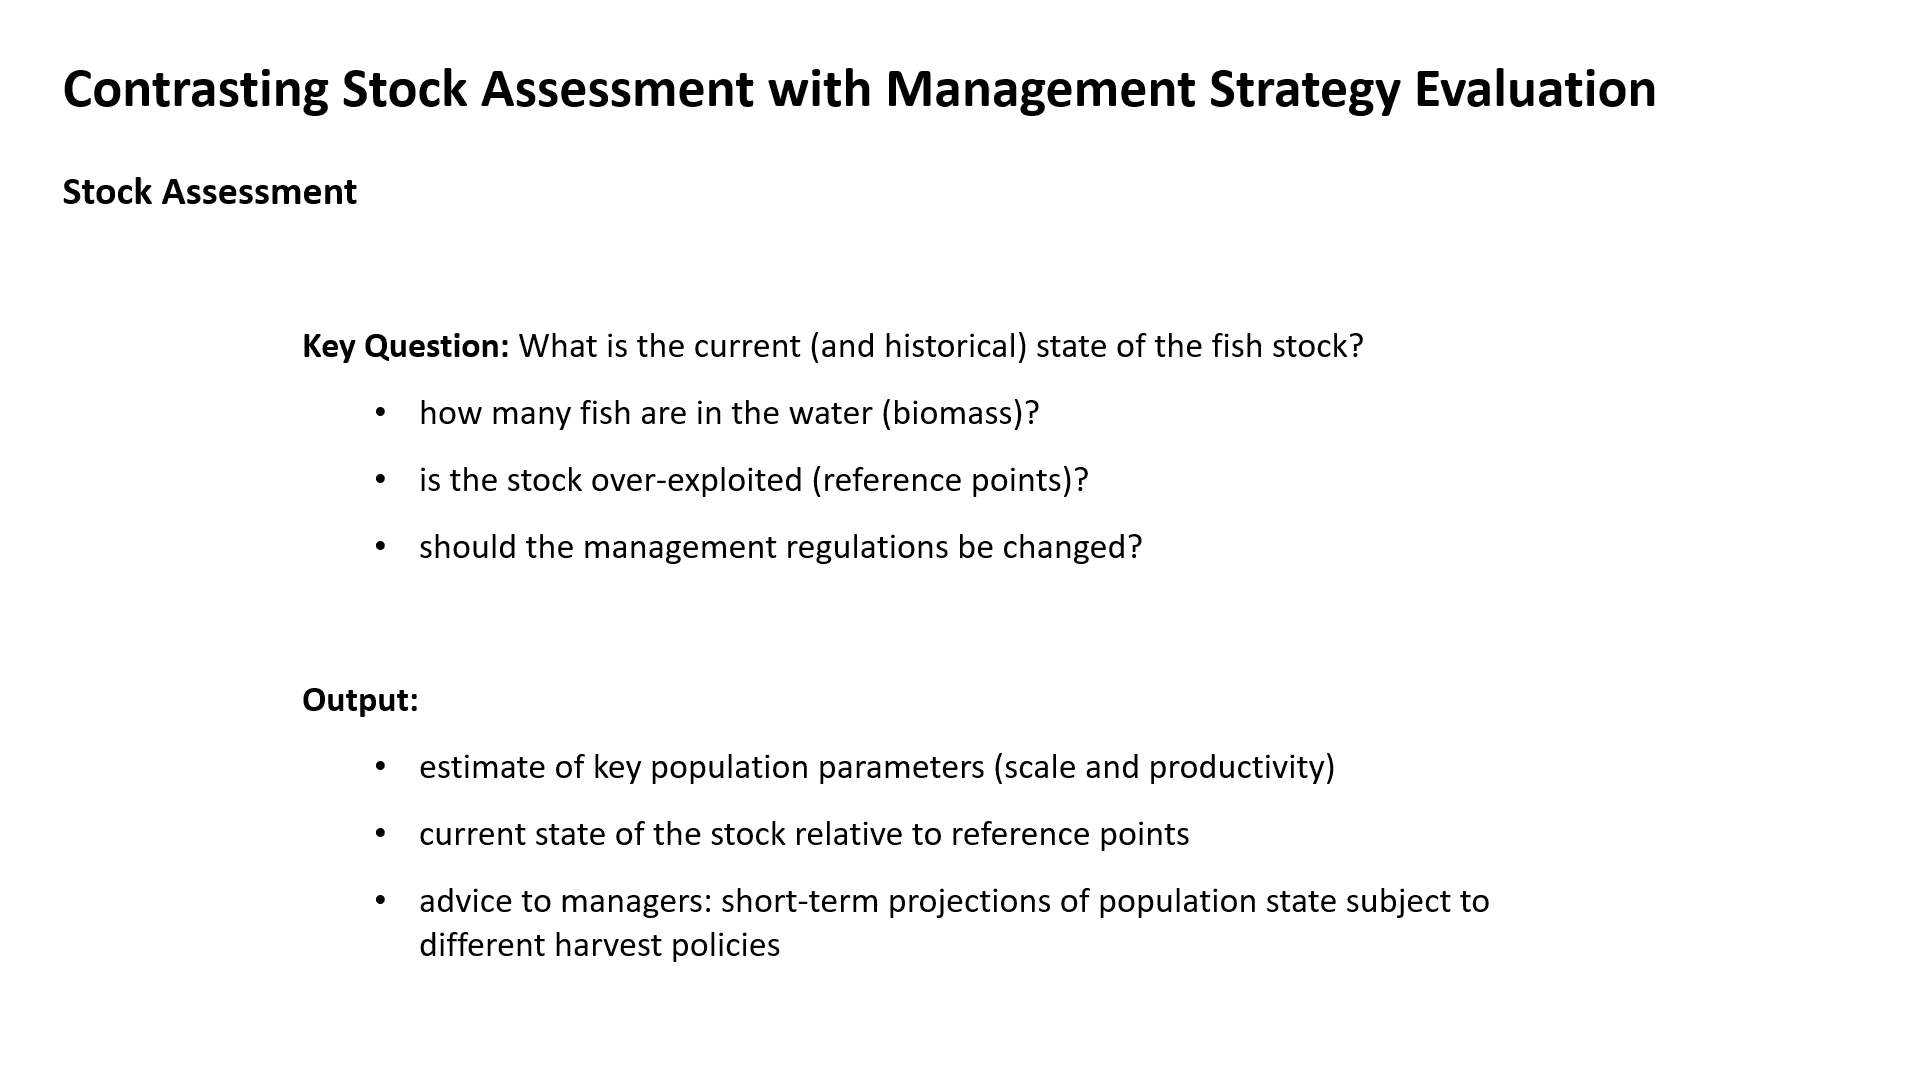 Contrasting Stock Assessment with Management Strategy Evaluation
Stock Assessment
Key Question: What is the current (and historical) state of the fish stock?
• how many fish are in the water (biomass)?
• is the stock over-exploited (reference points)?
• should the management regulations be changed?
Output:
• estimate of key population parameters (scale and productivity)
• current state of the stock relative to reference points
• advice to managers: short-term projections of population state subject to
different harvest policies